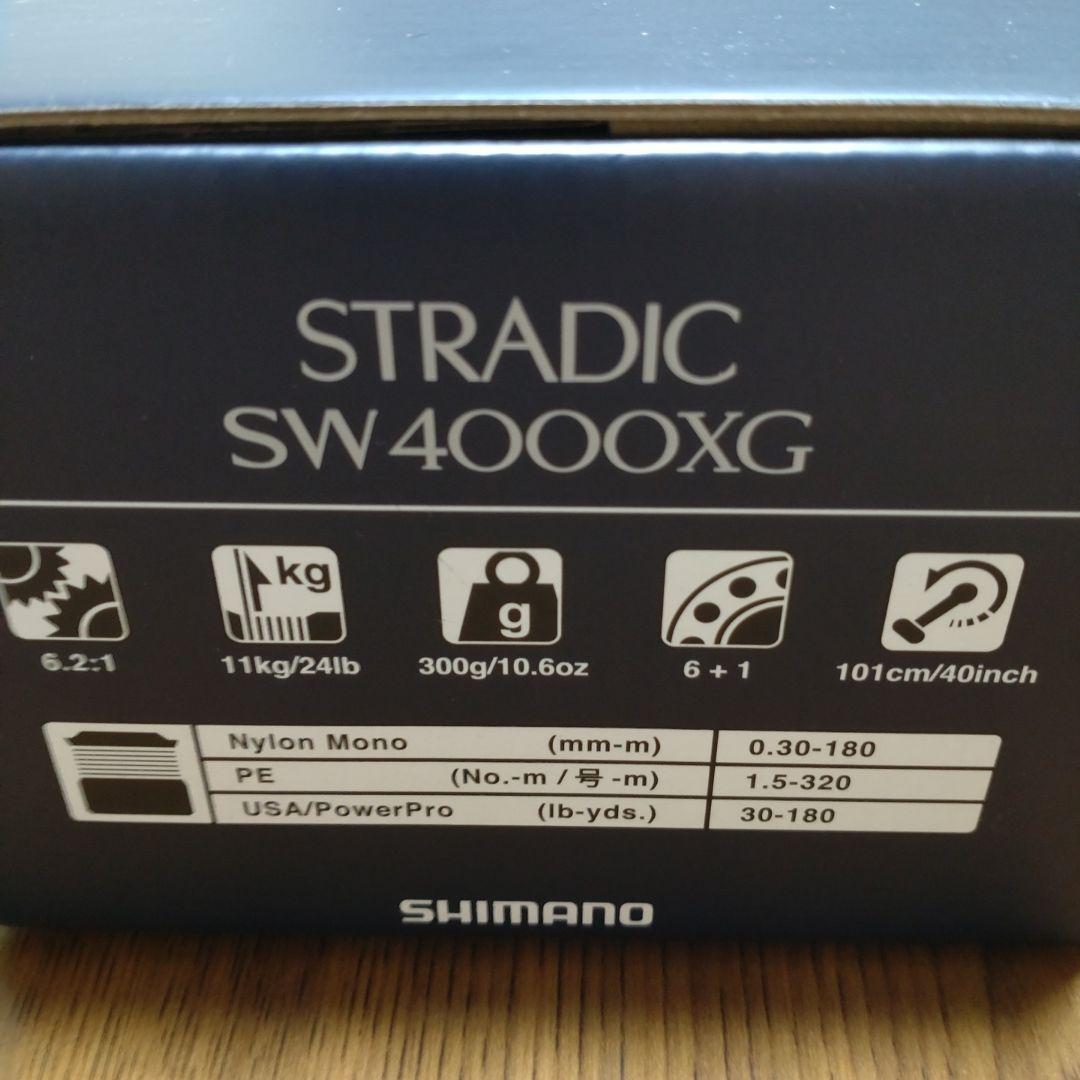 STRADIC
SW4000XG
kg
g
6.2:1 11kg/24lb 300g/10.6oz 6 + 1 101cm/40inch
Nylon Mono (mm-m) 0.30-180
PE (No.-m / 号 -m) 1.5-320
USA/PowerPro (lb-yds.) 30-180
SHIMANO